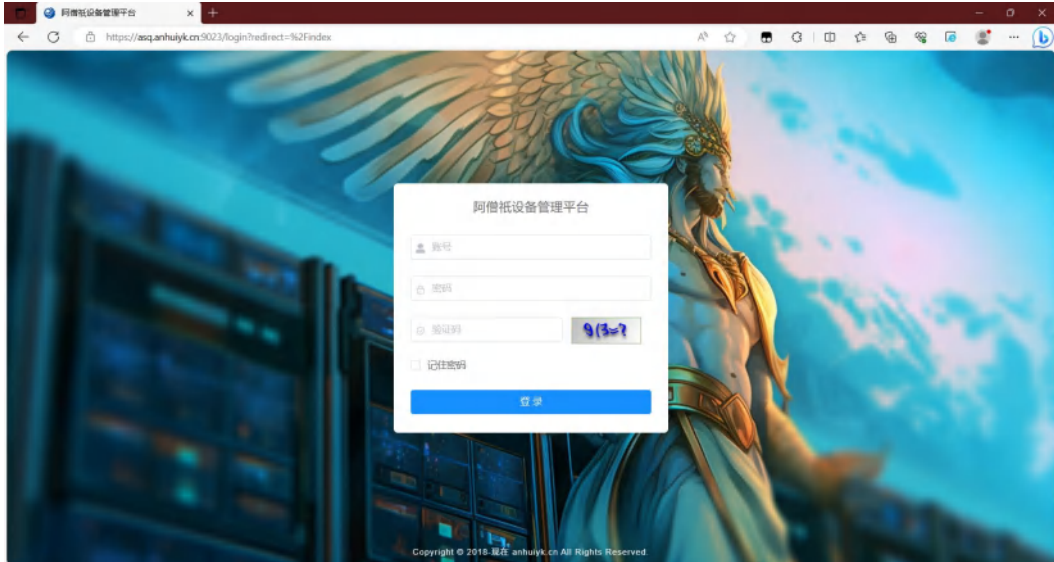 阿僧祇设备管理平台
https://asq.anhuiyk.cn:9023/login?redirect=%2Findex
阿僧祇设备管理平台
账号
密码
验证码
记住密码
登录
Copyright © 2018-现在 anhuiyk.cn All Rights Reserved.